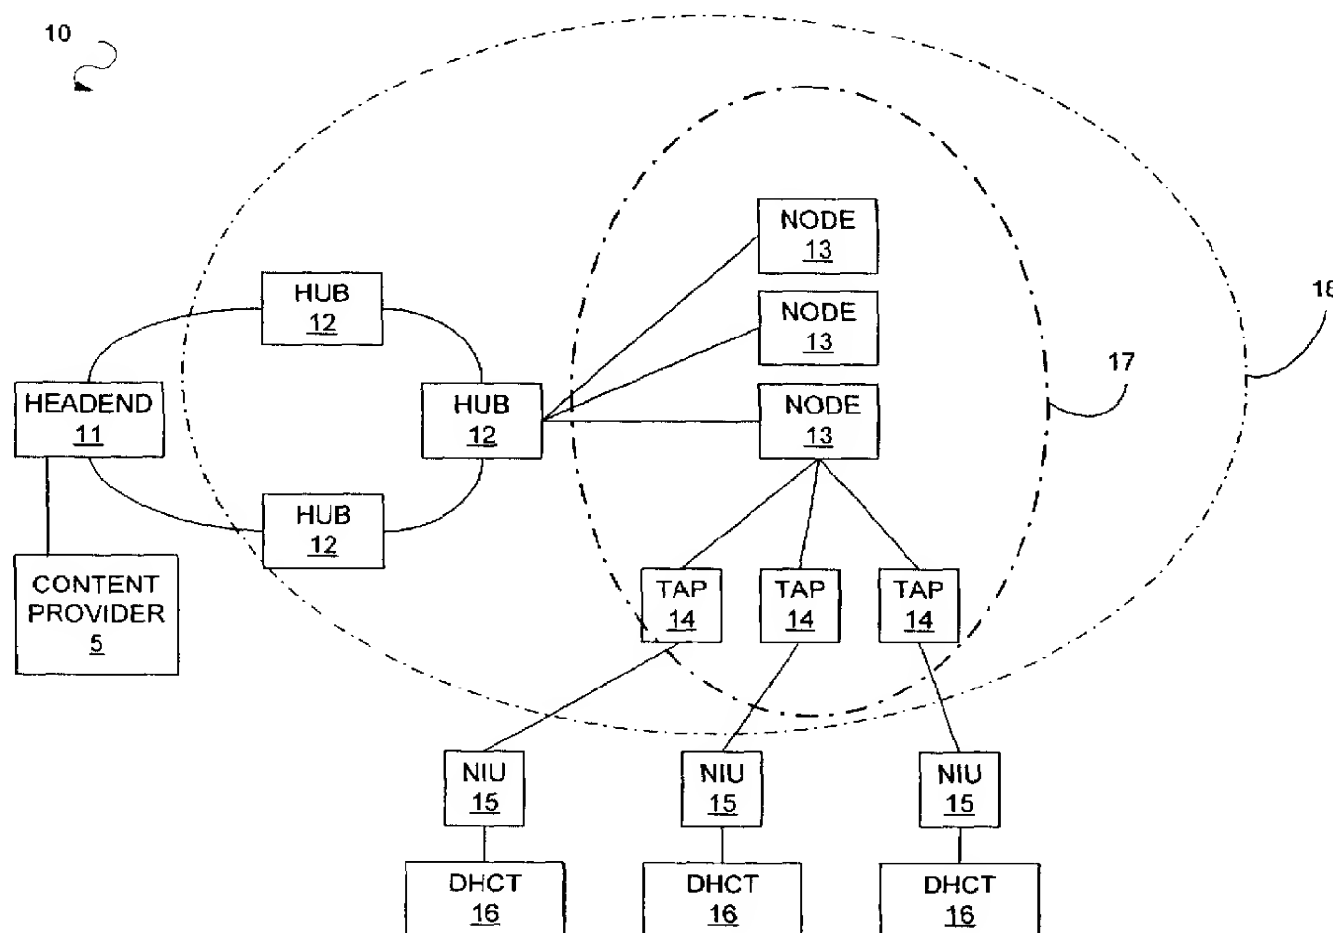 10
NODE
13
HUB
12
NODE
13
18
17
HEADEND
11
HUB
12
NODE
13
HUB
12
CONTENT
PROVIDER
5
TAP
14
TAP
14
TAP
14
NIU
15
NIU
15
NIU
15
DHCT
16
DHCT
16
DHCT
16